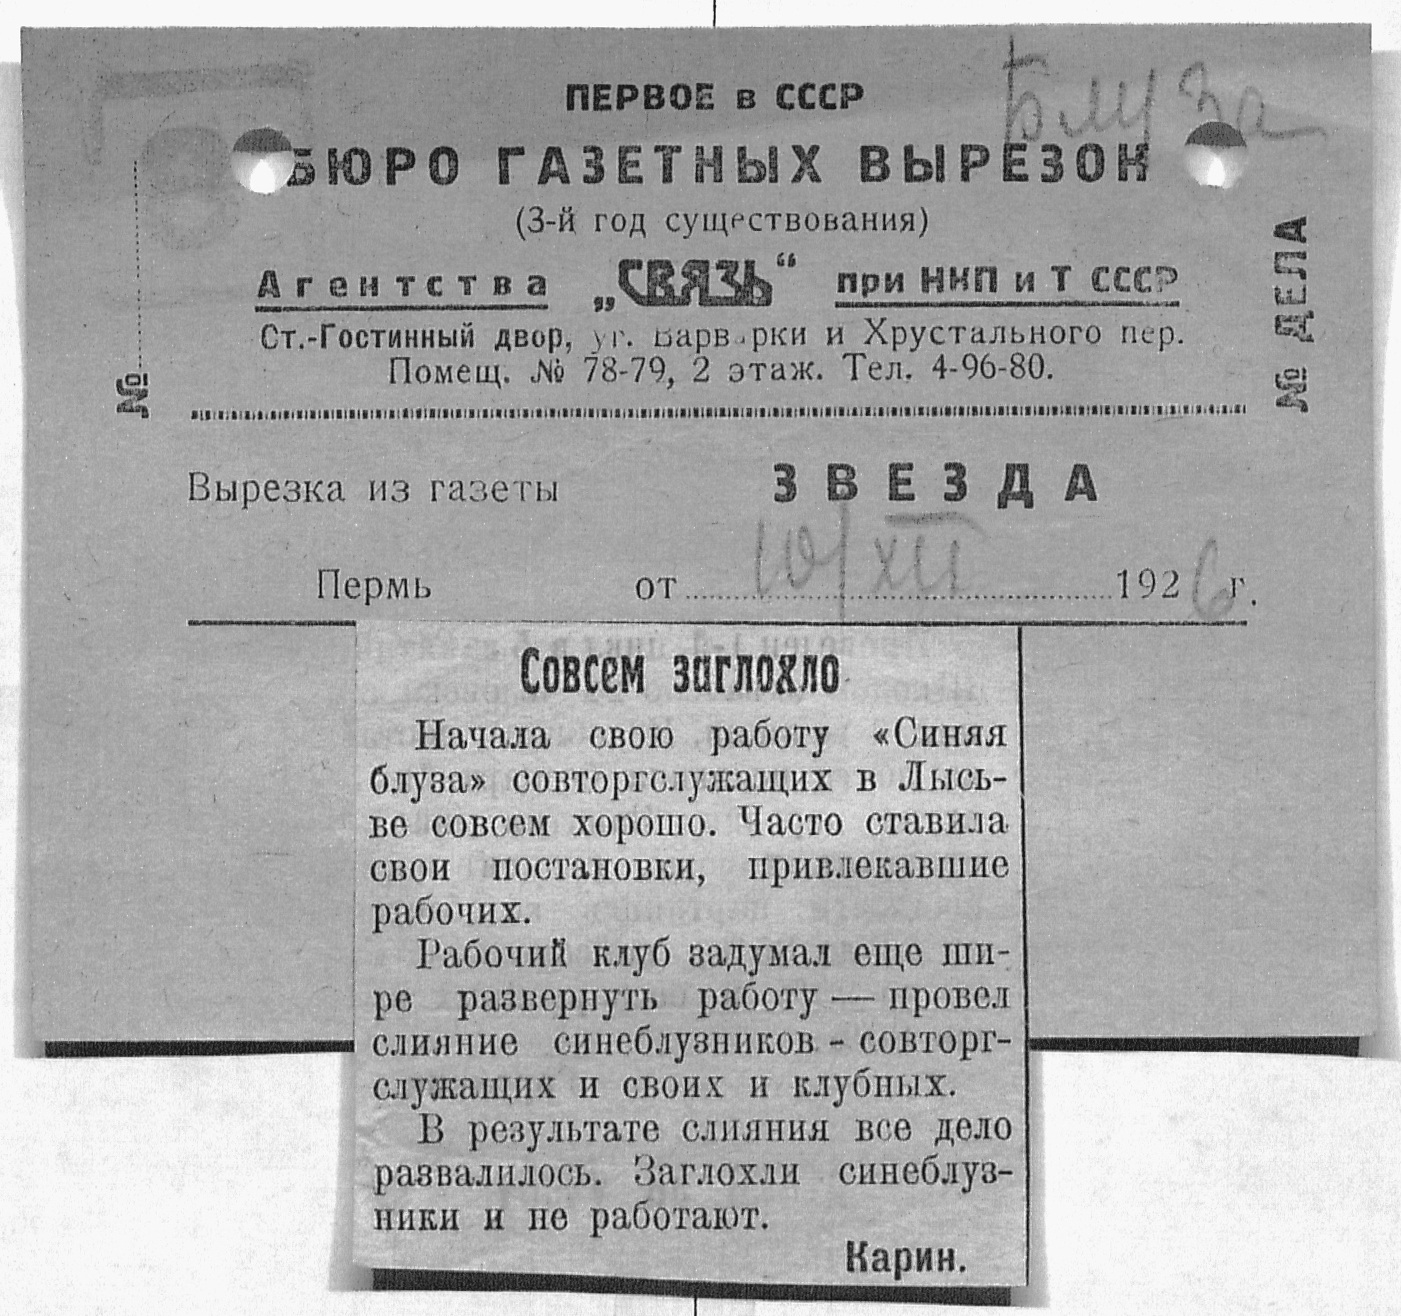 Блуза
ПЕРВОЕ в СССР
БЮРО ГАЗЕТНЫХ ВЫРЕЗОК
(3-й год существования)
Агентства „СВЯЗЬ“ при НКП и Т СССР
Ст.-Гостинный двор, уг. Варварки и Хрустального пер.
Помещ. № 78-79, 2 этаж. Тел. 4-96-80.
№
№ ДЕЛА
Вырезка из газеты ЗВЕЗДА
Пермь от 10/XII 1926 г.
Совсем заглохло
Начала свою работу «Синяя
блуза» совторгслужащих в Лысь-
ве совсем хорошо. Часто ставила
свои постановки, привлекавшие
рабочих.
Рабочий клуб задумал еще ши-
ре развернуть работу — провел
слияние синеблузников - совторг-
служащих и своих и клубных.
В результате слияния все дело
развалилось. Заглохли синеблуз-
ники и не работают.
Карин.